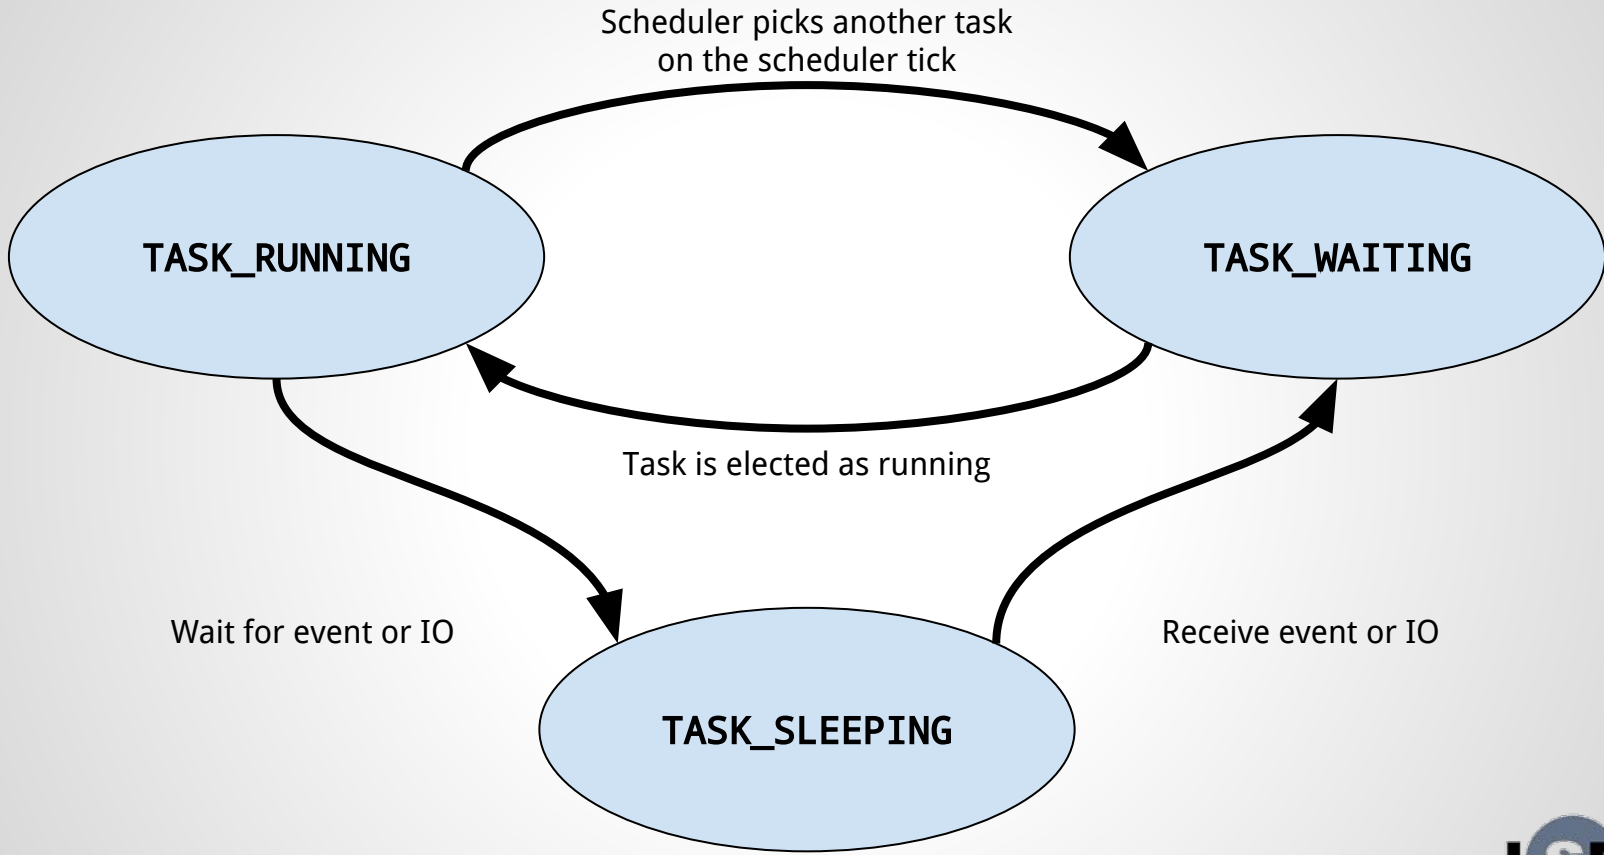 Scheduler picks another task
on the scheduler tick
TASK_RUNNING
TASK_WAITING
Task is elected as running
Wait for event or IO
Receive event or IO
TASK_SLEEPING